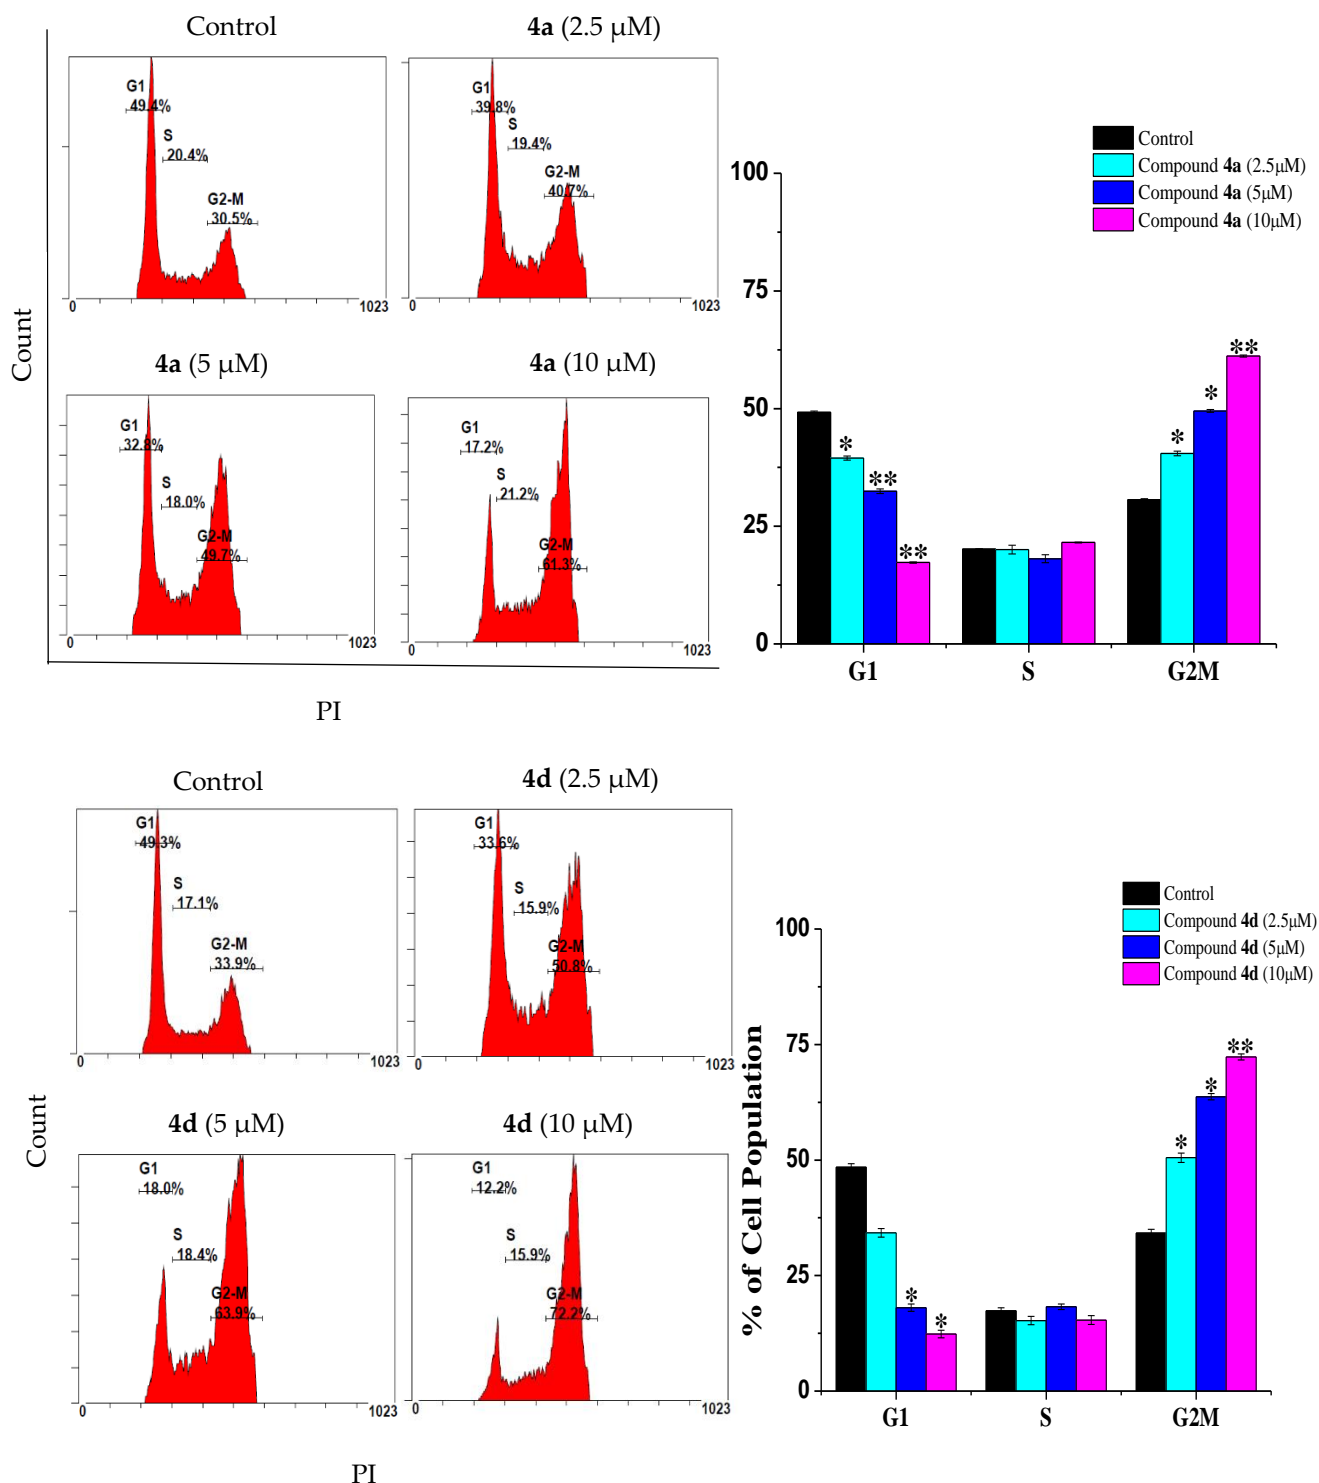 Control
4a (2.5 µM)
G1
49.4%
S
20.4%
G2-M
30.5%
0
1023
G1
39.8%
S
19.4%
G2-M
40.7%
0
1023
Count
4a (5 µM)
4a (10 µM)
G1
32.8%
S
18.0%
G2-M
49.7%
0
1023
G1
17.2%
S
21.2%
G2-M
61.3%
0
1023
PI
Control
Compound 4a (2.5µM)
Compound 4a (5µM)
Compound 4a (10µM)
100
75
50
25
0
*
**
**
*
*
**
G1
S
G2M
Control
4d (2.5 µM)
G1
49.3%
S
17.1%
G2-M
33.9%
0
1023
G1
33.6%
S
15.9%
G2-M
50.8%
0
1023
Count
4d (5 µM)
4d (10 µM)
G1
18.0%
S
18.4%
G2-M
63.9%
0
1023
G1
12.2%
S
15.9%
G2-M
72.2%
0
1023
PI
Control
Compound 4d (2.5µM)
Compound 4d (5µM)
Compound 4d (10µM)
% of Cell Population
100
75
50
25
0
*
*
*
*
**
G1
S
G2M